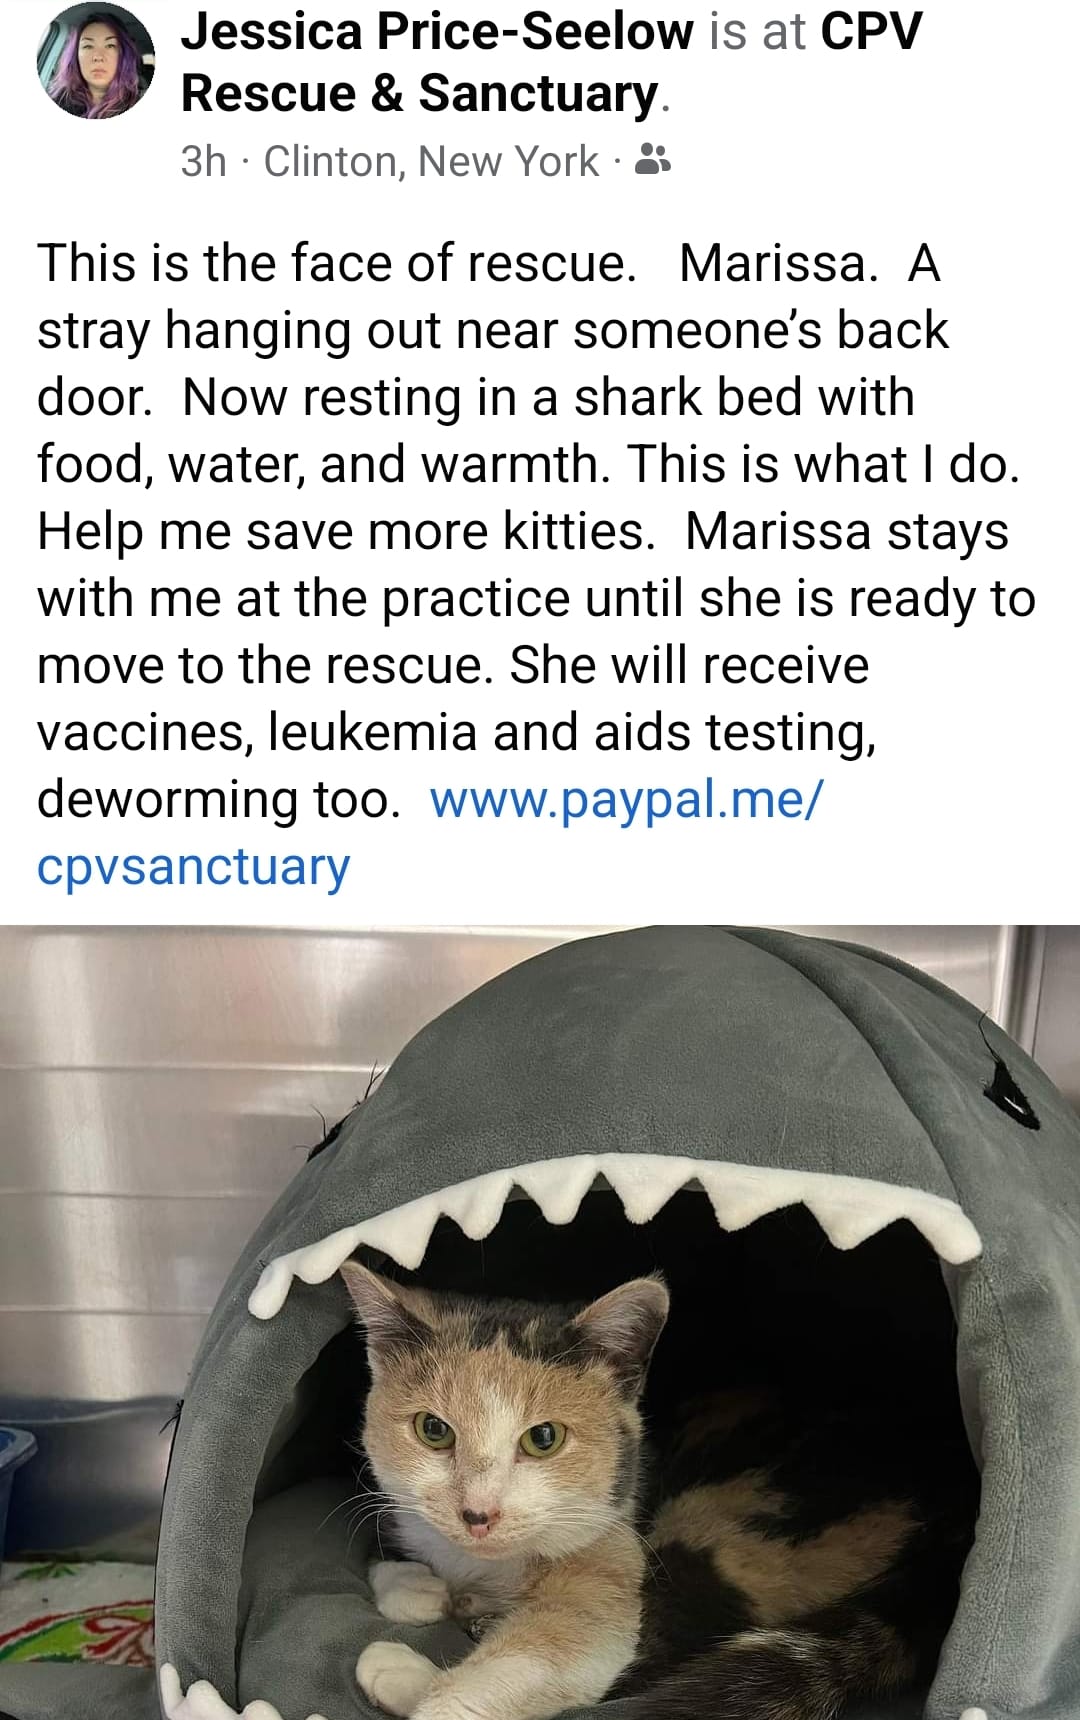 Jessica Price-Seelow is at CPV
Rescue & Sanctuary.
3h · Clinton, New York ·
This is the face of rescue.   Marissa.  A
stray hanging out near someone’s back
door.  Now resting in a shark bed with
food, water, and warmth. This is what I do.
Help me save more kitties.  Marissa stays
with me at the practice until she is ready to
move to the rescue. She will receive
vaccines, leukemia and aids testing,
deworming too.  www.paypal.me/
cpvsanctuary